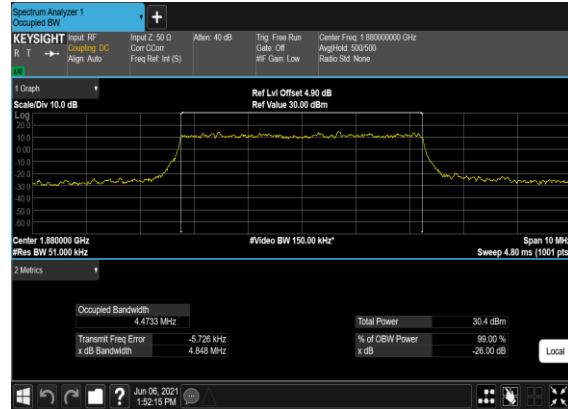 Spectrum Analyzer 1
Occupied BW
KEYSIGHT Input: RF Input Z: 50 Ω Atten: 40 dB Trig: Free Run Center Freq: 1.880000000 GHz
R T Coupling: DC Corr CCorr Gate: Off Avg|Hold: 500/500
Align: Auto Freq Ref: Int (S) #IF Gain: Low Radio Std: None
1 Graph Ref Lvl Offset 4.90 dB
Scale/Div 10.0 dB Ref Value 30.00 dBm
Log
20.0
10.0
0.00
-10.0
-20.0
-30.0
-40.0
-50.0
-60.0
Center 1.880000 GHz #Video BW 150.00 kHz* Span 10 MHz
#Res BW 51.000 kHz Sweep 4.80 ms (1001 pts
2 Metrics
Occupied Bandwidth
4.4733 MHz Total Power 30.4 dBm
Transmit Freq Error -5.726 kHz % of OBW Power 99.00 %
x dB Bandwidth 4.848 MHz x dB -26.00 dB
Local
? Jun 06, 2021
1:52:15 PM